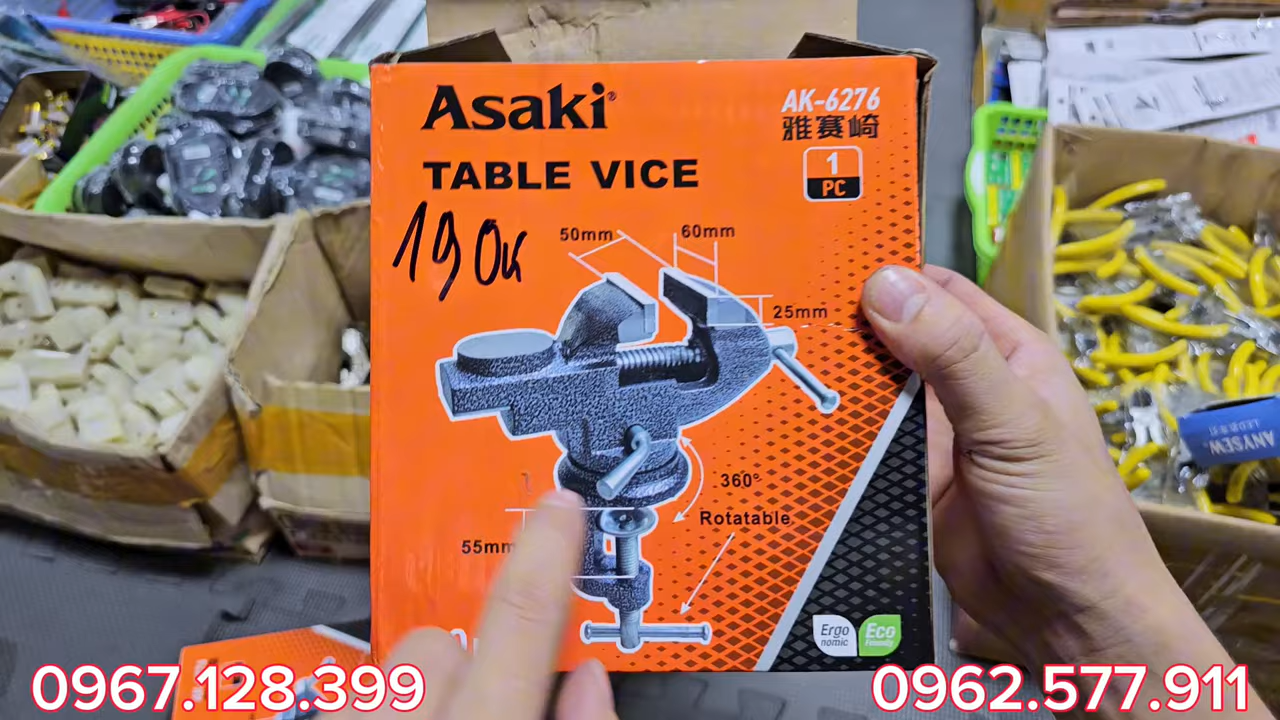 Asaki®
AK-6276
雅赛崎
TABLE VICE
1
PC
190k
50mm
60mm
25mm
360°
Rotatable
55mm
Ergo
nomic
Eco
Friendly
ANYSEW
0967.128.399
0962.577.911